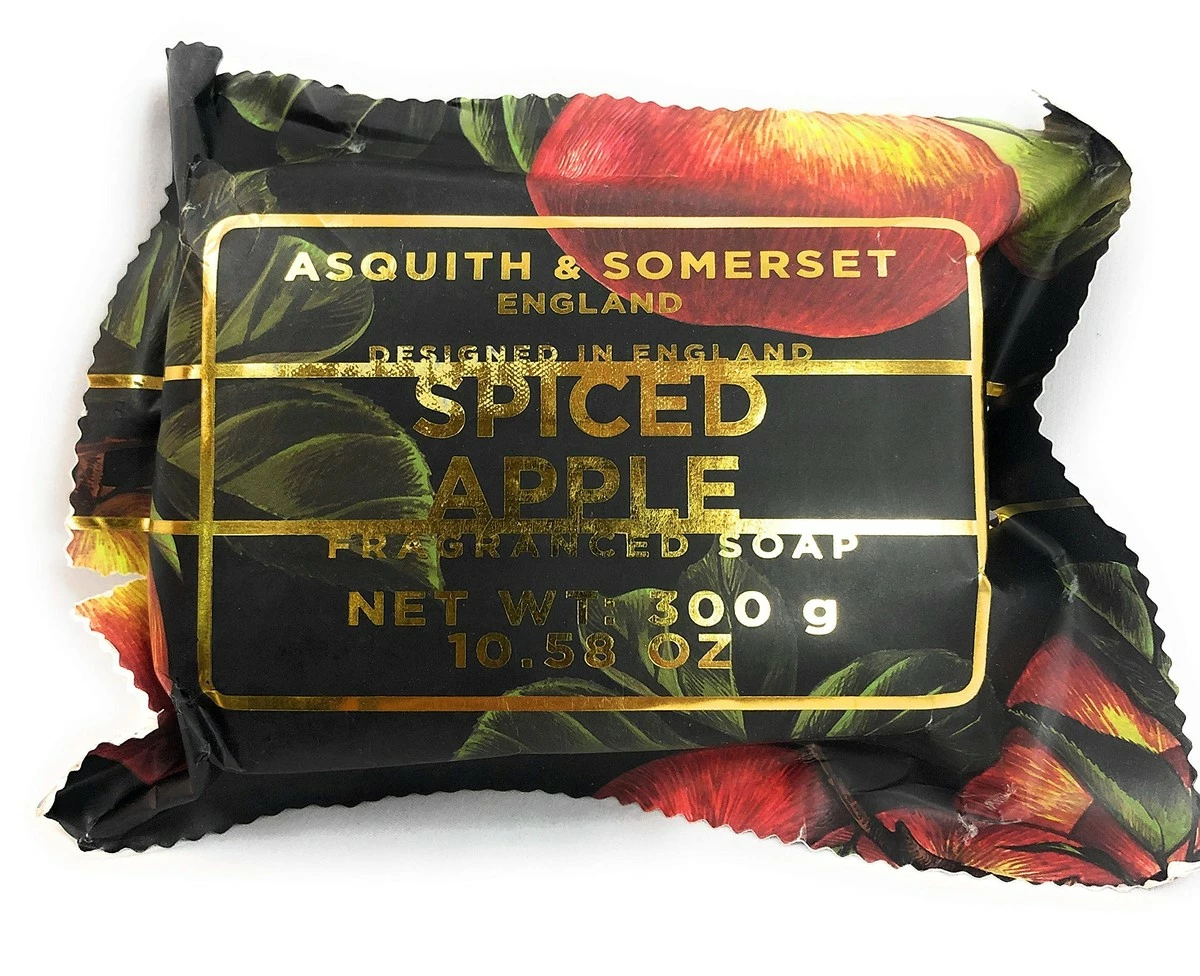 ASQUITH & SOMERSET
ENGLAND
DESIGNED IN ENGLAND
SPICED
APPLE
FRAGRANCED SOAP
NET WT: 300 g
10.58 OZ